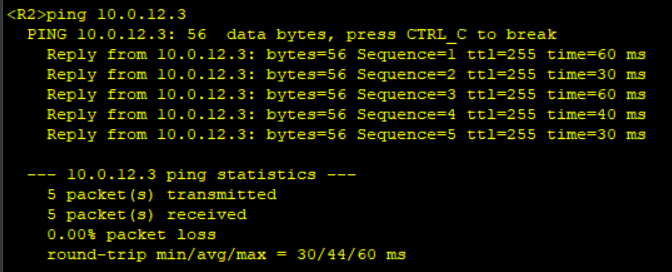 <R2>ping 10.0.12.3
PING 10.0.12.3: 56  data bytes, press CTRL_C to break
Reply from 10.0.12.3: bytes=56 Sequence=1 ttl=255 time=60 ms
Reply from 10.0.12.3: bytes=56 Sequence=2 ttl=255 time=30 ms
Reply from 10.0.12.3: bytes=56 Sequence=3 ttl=255 time=60 ms
Reply from 10.0.12.3: bytes=56 Sequence=4 ttl=255 time=40 ms
Reply from 10.0.12.3: bytes=56 Sequence=5 ttl=255 time=30 ms
--- 10.0.12.3 ping statistics ---
5 packet(s) transmitted
5 packet(s) received
0.00% packet loss
round-trip min/avg/max = 30/44/60 ms